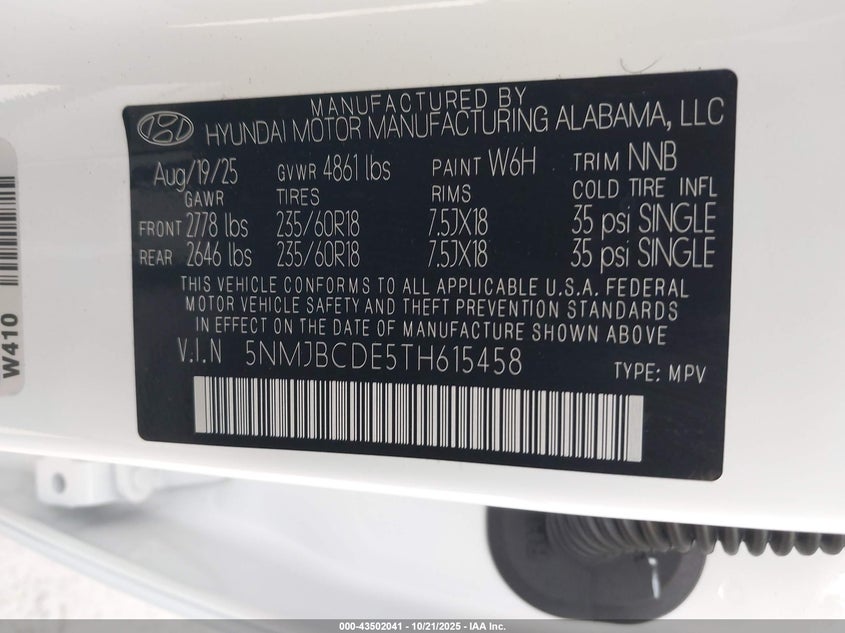 MANUFACTURED BY
HYUNDAI MOTOR MANUFACTURING ALABAMA, LLC
Aug/19/25 GVWR 4861 lbs PAINT W6H TRIM NNB
GAWR TIRES RIMS COLD TIRE INFL
FRONT 2778 lbs 235/60R18 7.5JX18 35 psi SINGLE
REAR 2646 lbs 235/60R18 7.5JX18 35 psi SINGLE
THIS VEHICLE CONFORMS TO ALL APPLICABLE U.S.A. FEDERAL
MOTOR VEHICLE SAFETY AND THEFT PREVENTION STANDARDS
IN EFFECT ON THE DATE OF MANUFACTURE SHOWN ABOVE
V.I.N 5NMJBCDE5TH615458
TYPE: MPV
W410
000-43502041 - 10/21/2025 - IAA Inc.